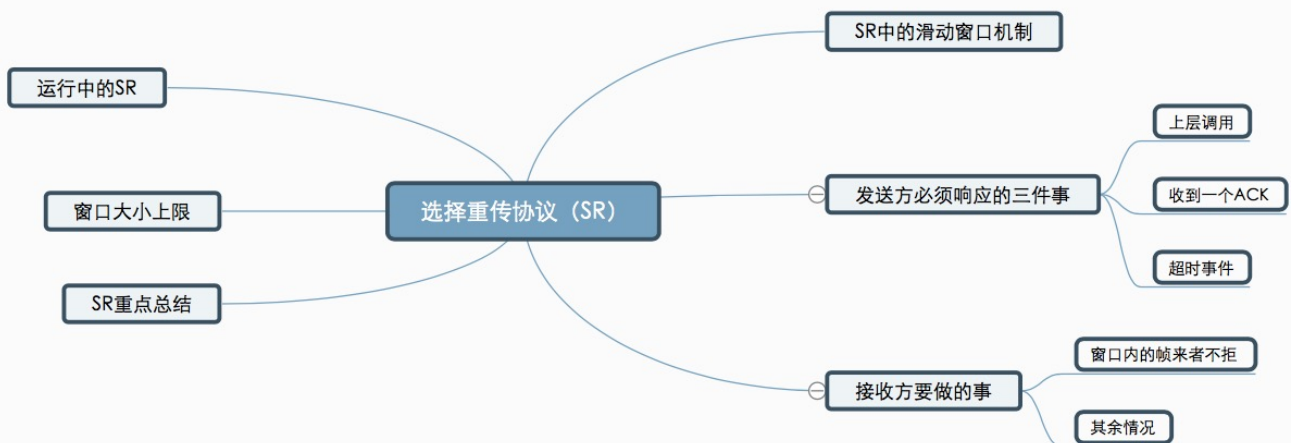 SR中的滑动窗口机制
运行中的SR
上层调用
选择重传协议（SR）
发送方必须响应的三件事
收到一个ACK
窗口大小上限
超时事件
SR重点总结
窗口内的帧来者不拒
接收方要做的事
其余情况